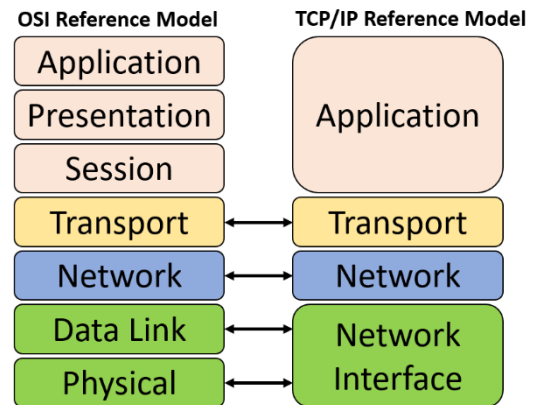 OSI Reference Model
TCP/IP Reference Model
Application
Presentation
Session
Application
Transport
Transport
Network
Network
Data Link
Physical
Network
Interface